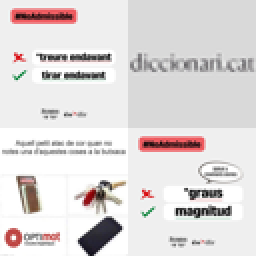 #NoAdmissible
*treure endavant
tirar endavant
diccionari.cat
Aquell petit atac de cor quan no
notes una d'aquestes coses a la butxaca
OPTIMOT
#NoAdmissible
*graus
magnitud